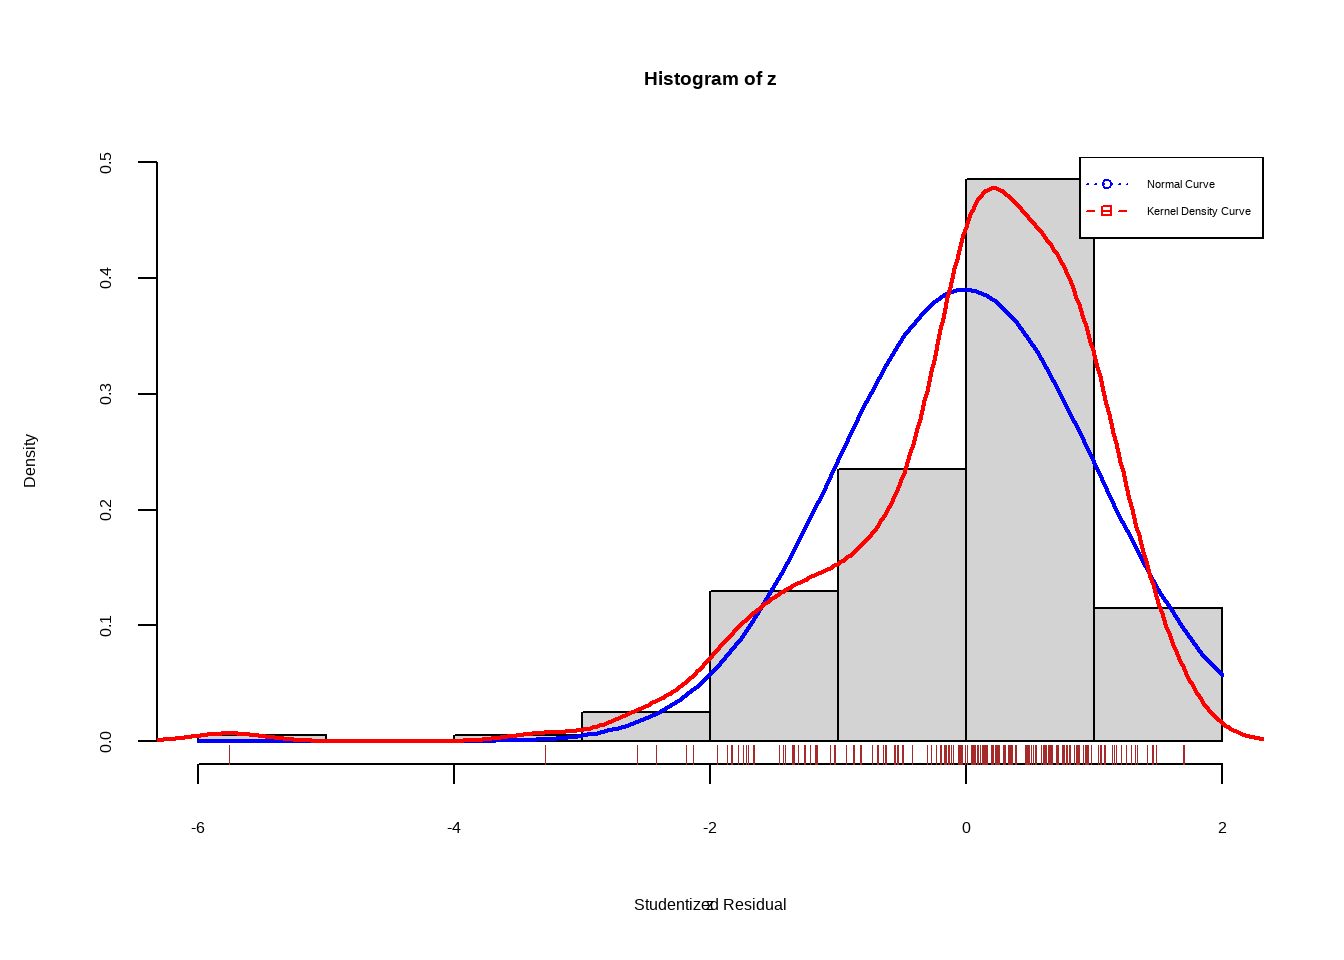 Histogram of z
Normal Curve
Kernel Density Curve
Density
0.5
0.4
0.3
0.2
0.1
0.0
-6 -4 -2 0 2
Studentized Residual
z